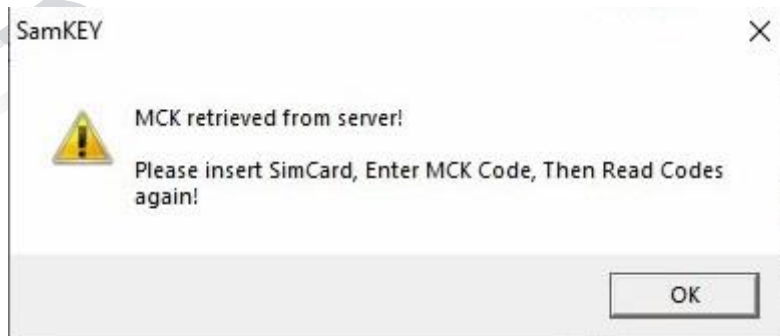 SamKEY
MCK retrieved from server!
Please insert SimCard, Enter MCK Code, Then Read Codes
again!
OK